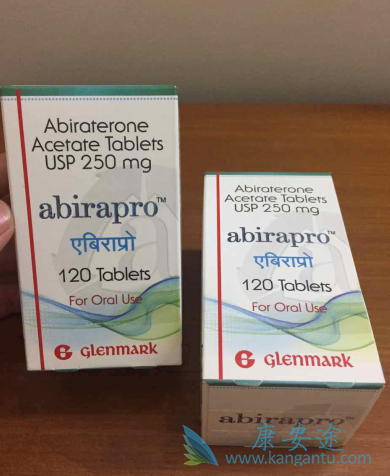 Abiraterone
Acetate Tablets
USP 250 mg
abirapro™
एबिराप्रो
120 Tablets
For Oral Use
glenmark
Abiraterone
Acetate Tablets
USP 250 mg
abirapro™
एबिराप्रो
120 Tablets
For Oral Use
glenmark
abirapro™
康安途
www.kangantu.com